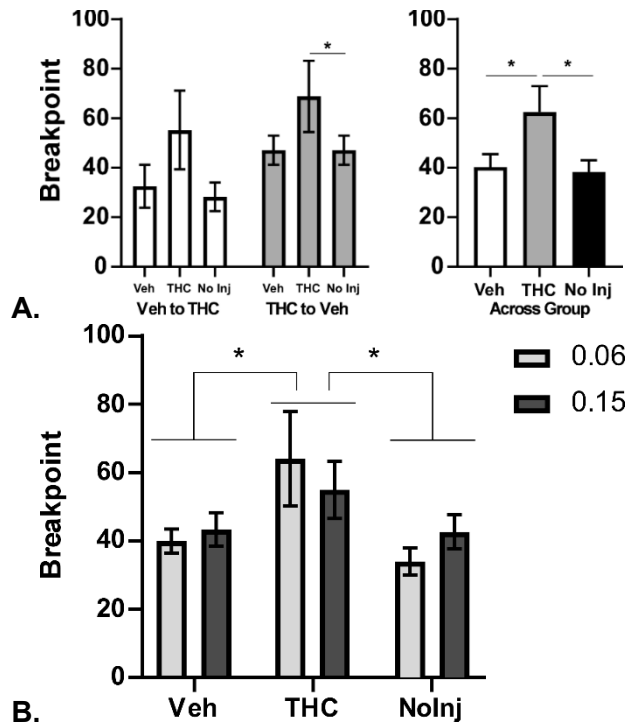 100
80
60
40
20
0
Breakpoint
*
Veh THC No Inj
Veh to THC
Veh THC No Inj
THC to Veh
100
80
60
40
20
0
* *
Veh THC No Inj
Across Group
A.
100
80
60
40
20
0
Breakpoint
* *
0.06
0.15
Veh THC NoInj
B.